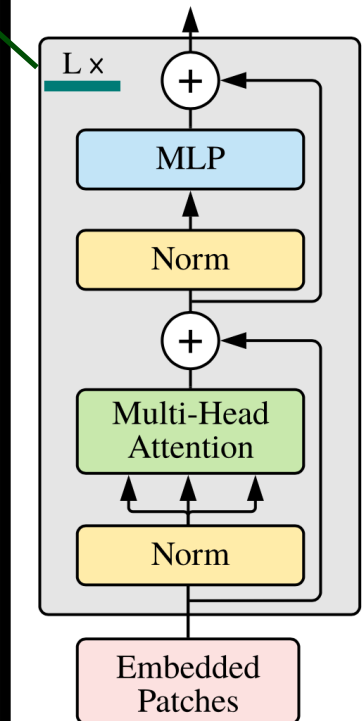 L ×
+
MLP
Norm
+
Multi-Head
Attention
Norm
Embedded
Patches